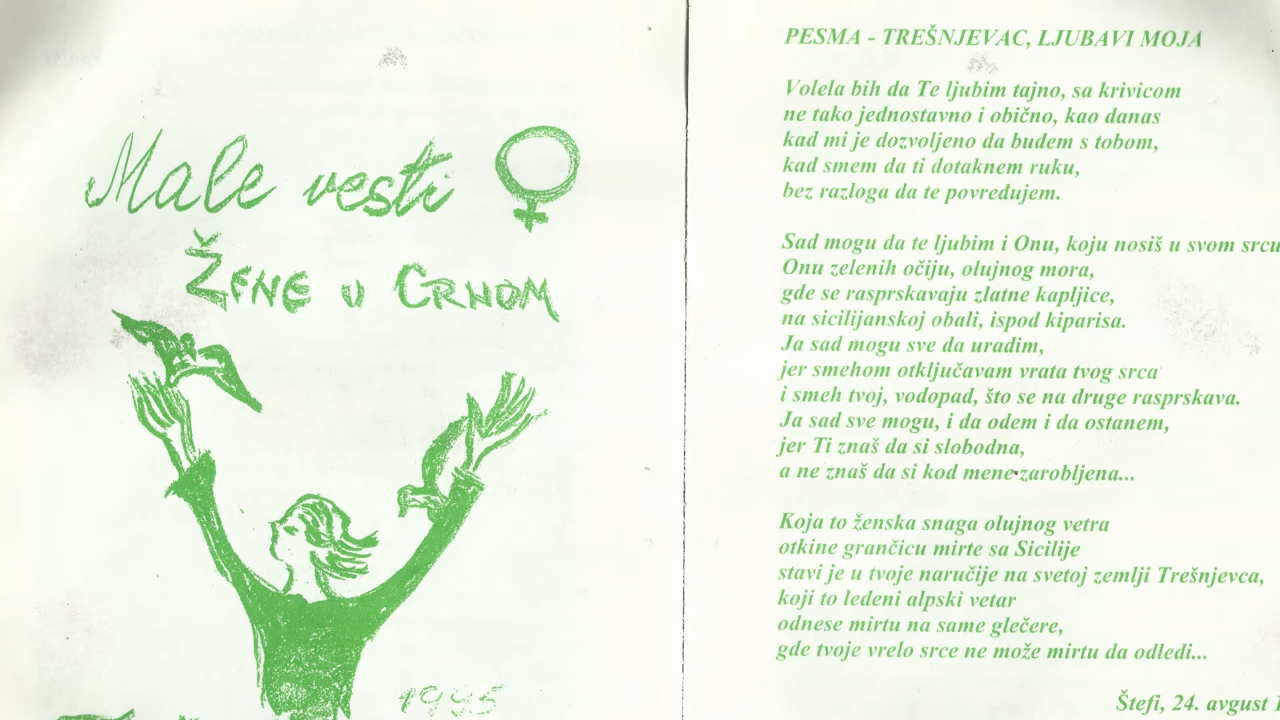 Male vesti
Žene u Crnom
1995
PESMA - TREŠNJEVAC, LJUBAVI MOJA
Volela bih da Te ljubim tajno, sa krivicom
ne tako jednostavno i obično, kao danas
kad mi je dozvoljeno da budem s tobom,
kad smem da ti dotaknem ruku,
bez razloga da te povređujem.
Sad mogu da te ljubim i Onu, koju nosiš u svom srcu
Onu zelenih očiju, olujnog mora,
gde se rasprskavaju zlatne kapljice,
na sicilijanskoj obali, ispod kiparisa.
Ja sad mogu sve da uradim,
jer smehom otključavam vrata tvog srca
i smeh tvoj, vodopad, što se na druge rasprskava.
Ja sad sve mogu, i da odem i da ostanem,
jer Ti znaš da si slobodna,
a ne znaš da si kod mene zarobljena...
Koja to ženska snaga olujnog vetra
otkine grančicu mirte sa Sicilije
stavi je u tvoje naručije na svetoj zemlji Trešnjevca,
koji to ledeni alpski vetar
odnese mirtu na same glečere,
gde tvoje vrelo srce ne može mirtu da odledi...
Štefi, 24. avgust